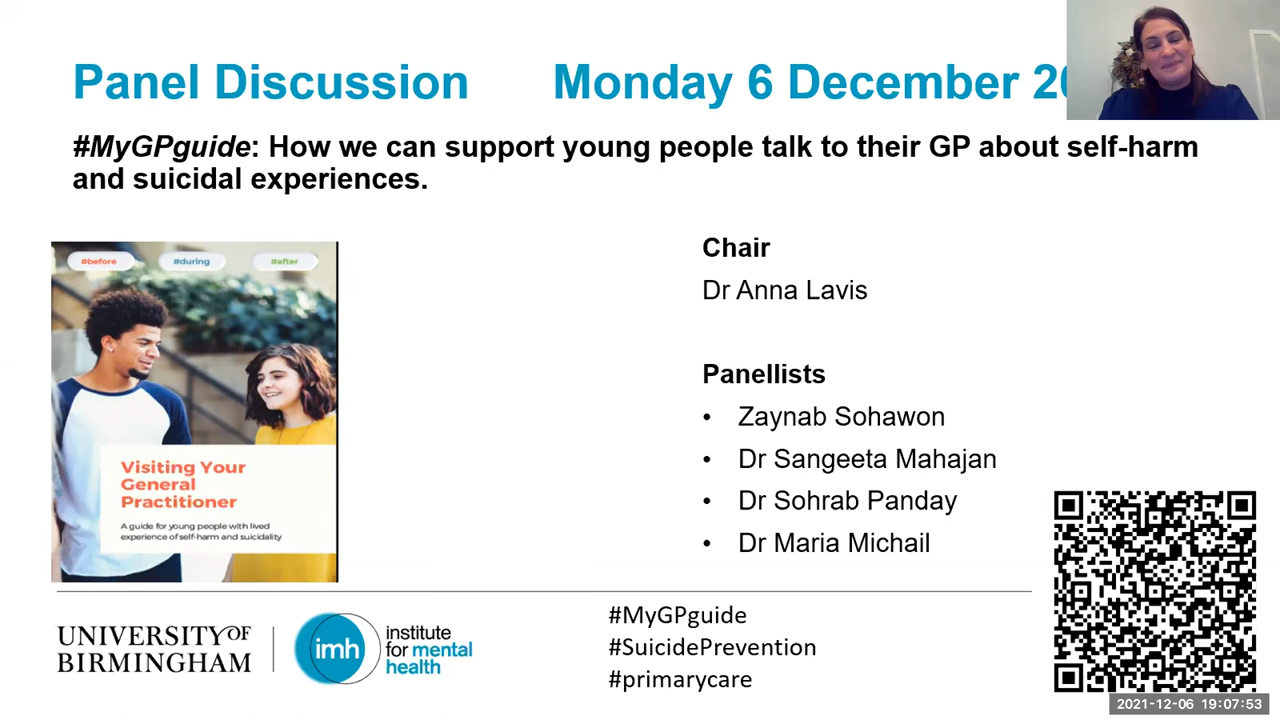 Panel Discussion Monday 6 December 20
#MyGPguide: How we can support young people talk to their GP about self-harm
and suicidal experiences.
#before #during #after
Visiting Your
General
Practitioner
A guide for young people with lived
experience of self-harm and suicidality
Chair
Dr Anna Lavis
Panellists
• Zaynab Sohawon
• Dr Sangeeta Mahajan
• Dr Sohrab Panday
• Dr Maria Michail
UNIVERSITY OF
BIRMINGHAM
imh
institute
for mental
health
#MyGPguide
#SuicidePrevention
#primarycare
2021-12-06 19:07:53